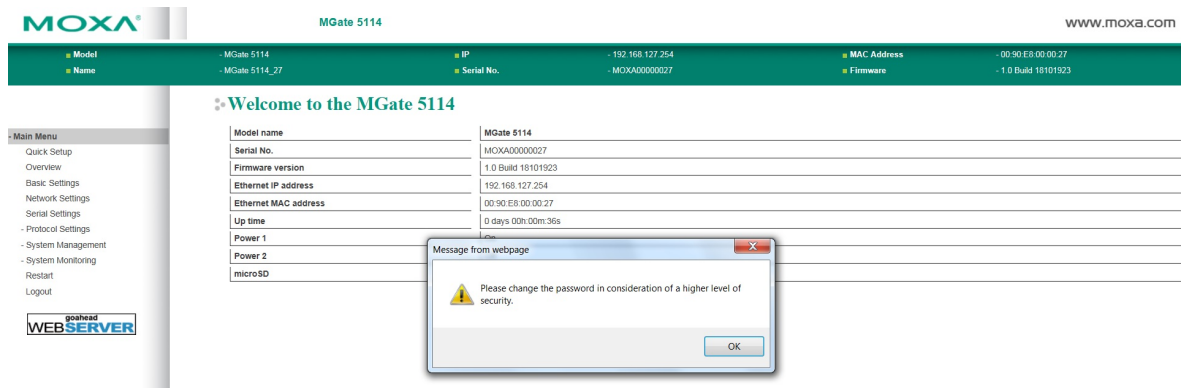 MOXA® MGate 5114 www.moxa.com
Model - MGate 5114 IP - 192.168.127.254 MAC Address - 00:90:E8:00:00:27
Name - MGate 5114_27 Serial No. - MOXA00000027 Firmware - 1.0 Build 18101923
Welcome to the MGate 5114
- Main Menu
Quick Setup
Overview
Basic Settings
Network Settings
Serial Settings
- Protocol Settings
- System Management
- System Monitoring
Restart
Logout
goahead
WEBSERVER
Model name MGate 5114
Serial No. MOXA00000027
Firmware version 1.0 Build 18101923
Ethernet IP address 192.168.127.254
Ethernet MAC address 00:90:E8:00:00:27
Up time 0 days 00h:00m:36s
Power 1 On
Power 2
microSD
Message from webpage
Please change the password in consideration of a higher level of
security.
OK